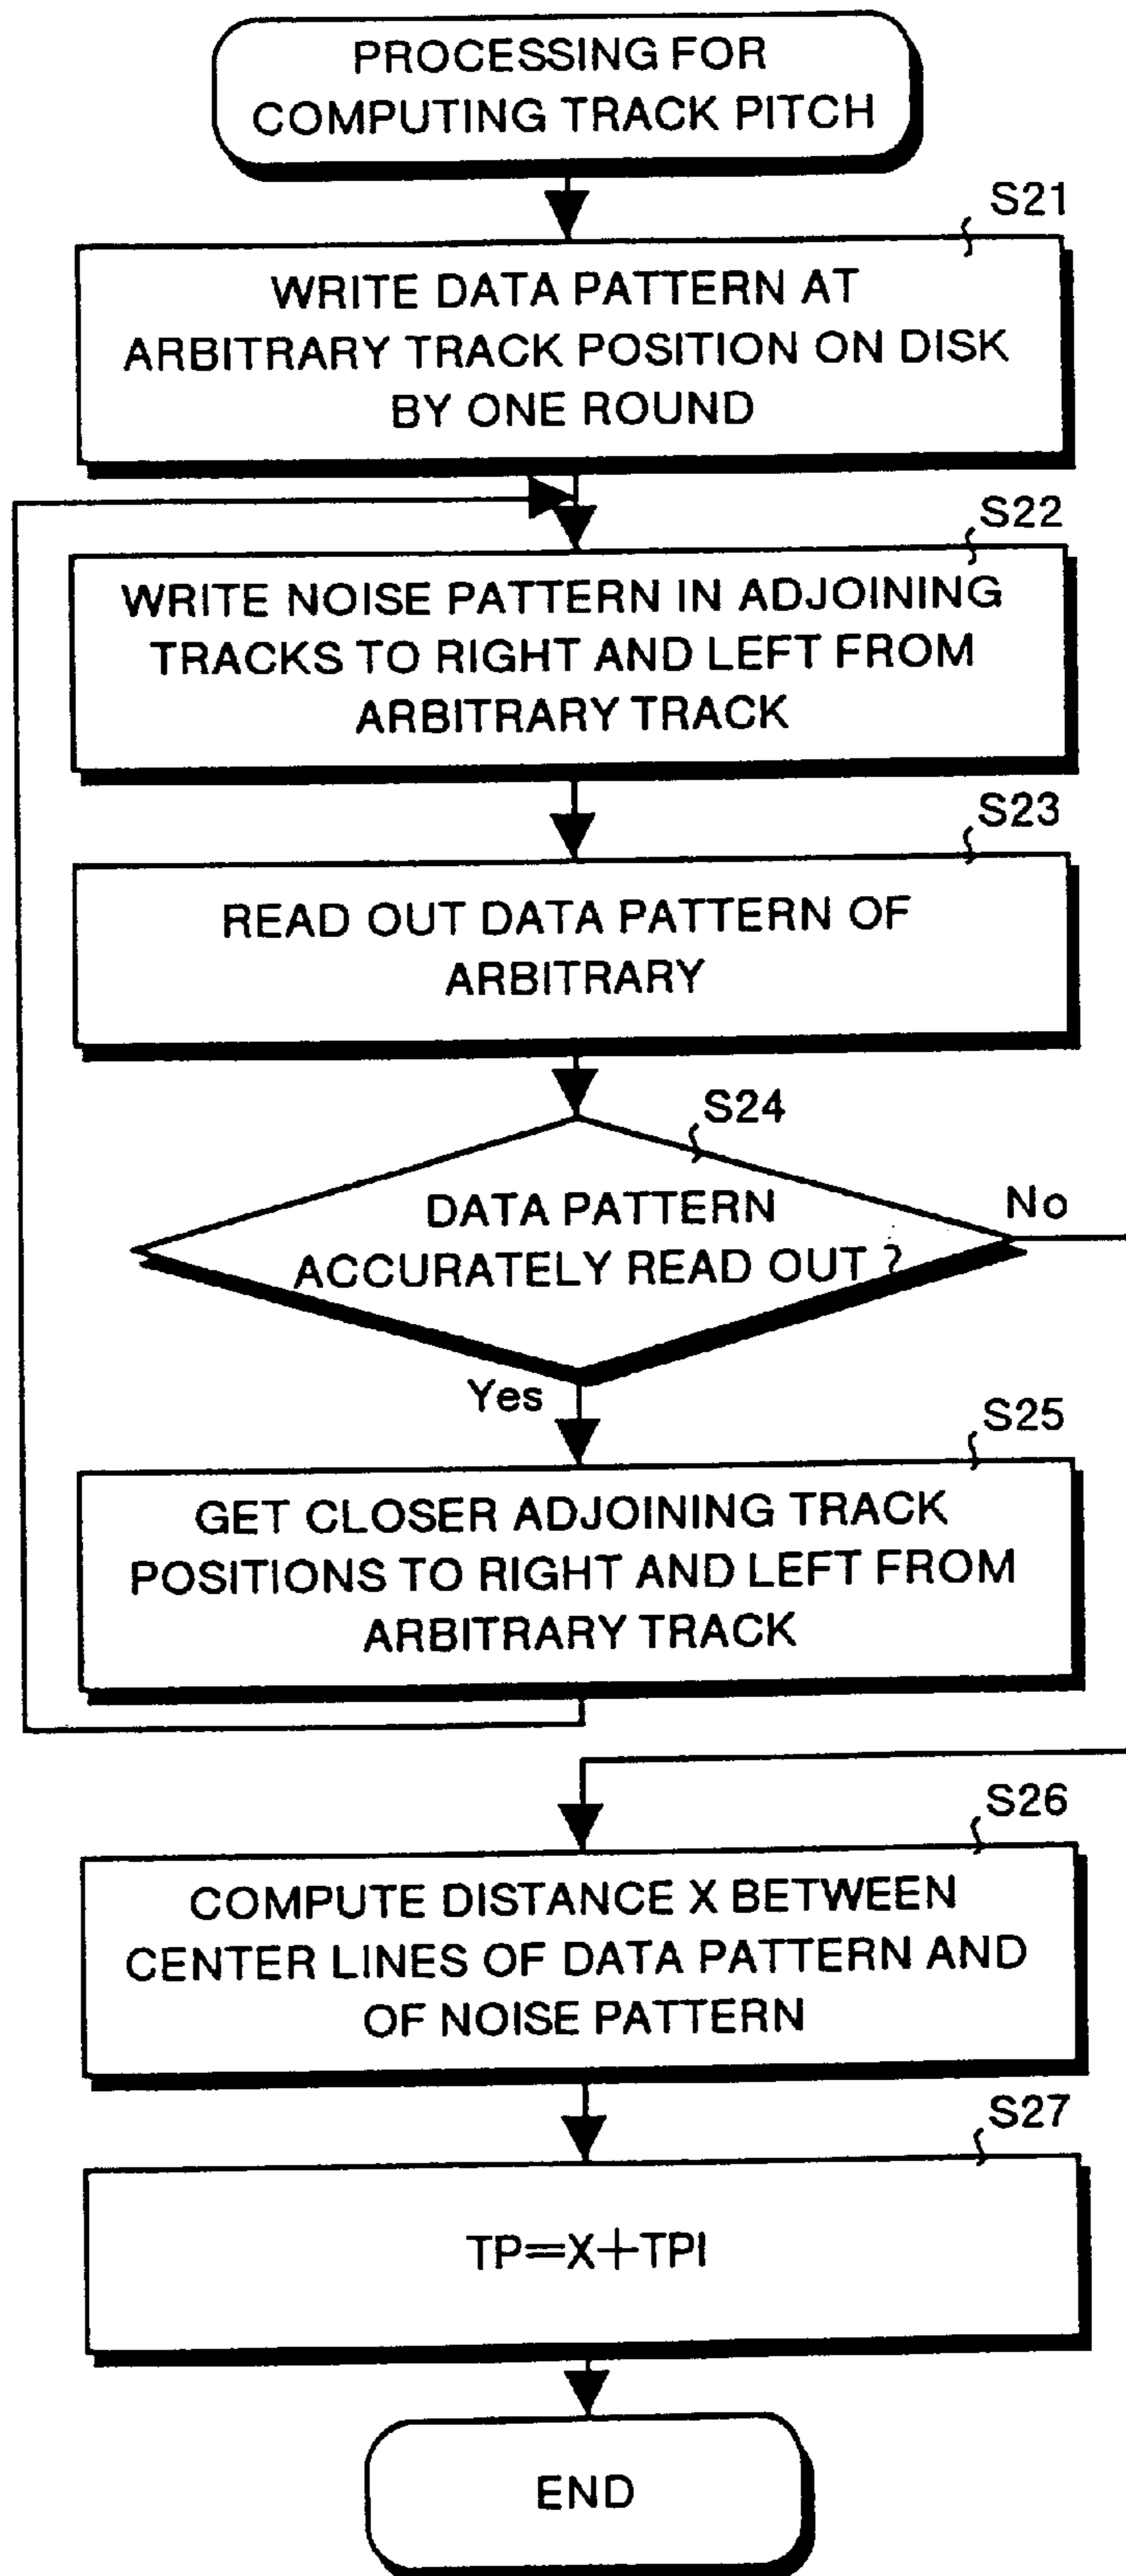 PROCESSING FOR
COMPUTING TRACK PITCH
S21
WRITE DATA PATTERN AT
ARBITRARY TRACK POSITION ON DISK
BY ONE ROUND
S22
WRITE NOISE PATTERN IN ADJOINING
TRACKS TO RIGHT AND LEFT FROM
ARBITRARY TRACK
S23
READ OUT DATA PATTERN OF
ARBITRARY
S24
DATA PATTERN
ACCURATELY READ OUT ?
No
Yes
S25
GET CLOSER ADJOINING TRACK
POSITIONS TO RIGHT AND LEFT FROM
ARBITRARY TRACK
S26
COMPUTE DISTANCE X BETWEEN
CENTER LINES OF DATA PATTERN AND
OF NOISE PATTERN
S27
TP=X+TPI
END